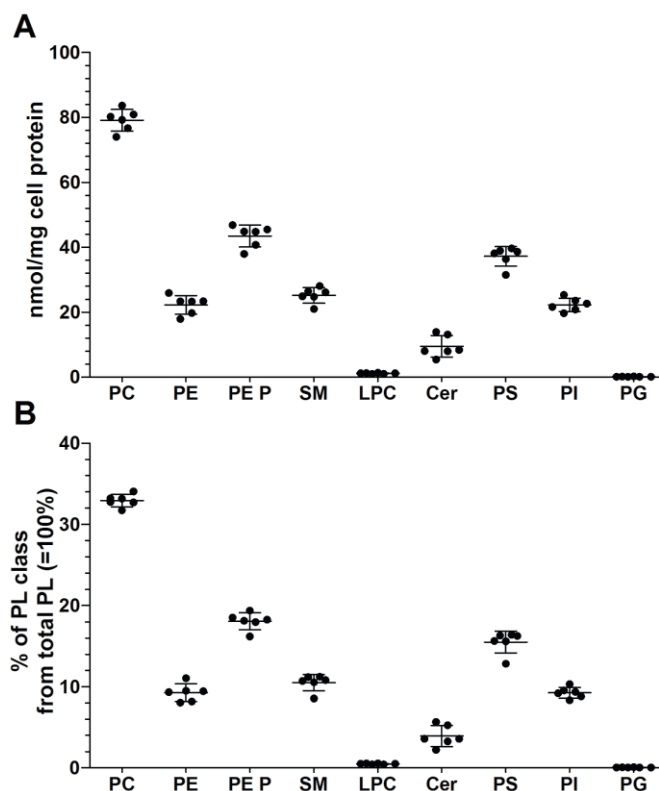 A
nmol/mg cell protein
100
80
60
40
20
0
PC PE PE P SM LPC Cer PS PI PG
B
% of PL class
from total PL (=100%)
40
30
20
10
0
PC PE PE P SM LPC Cer PS PI PG